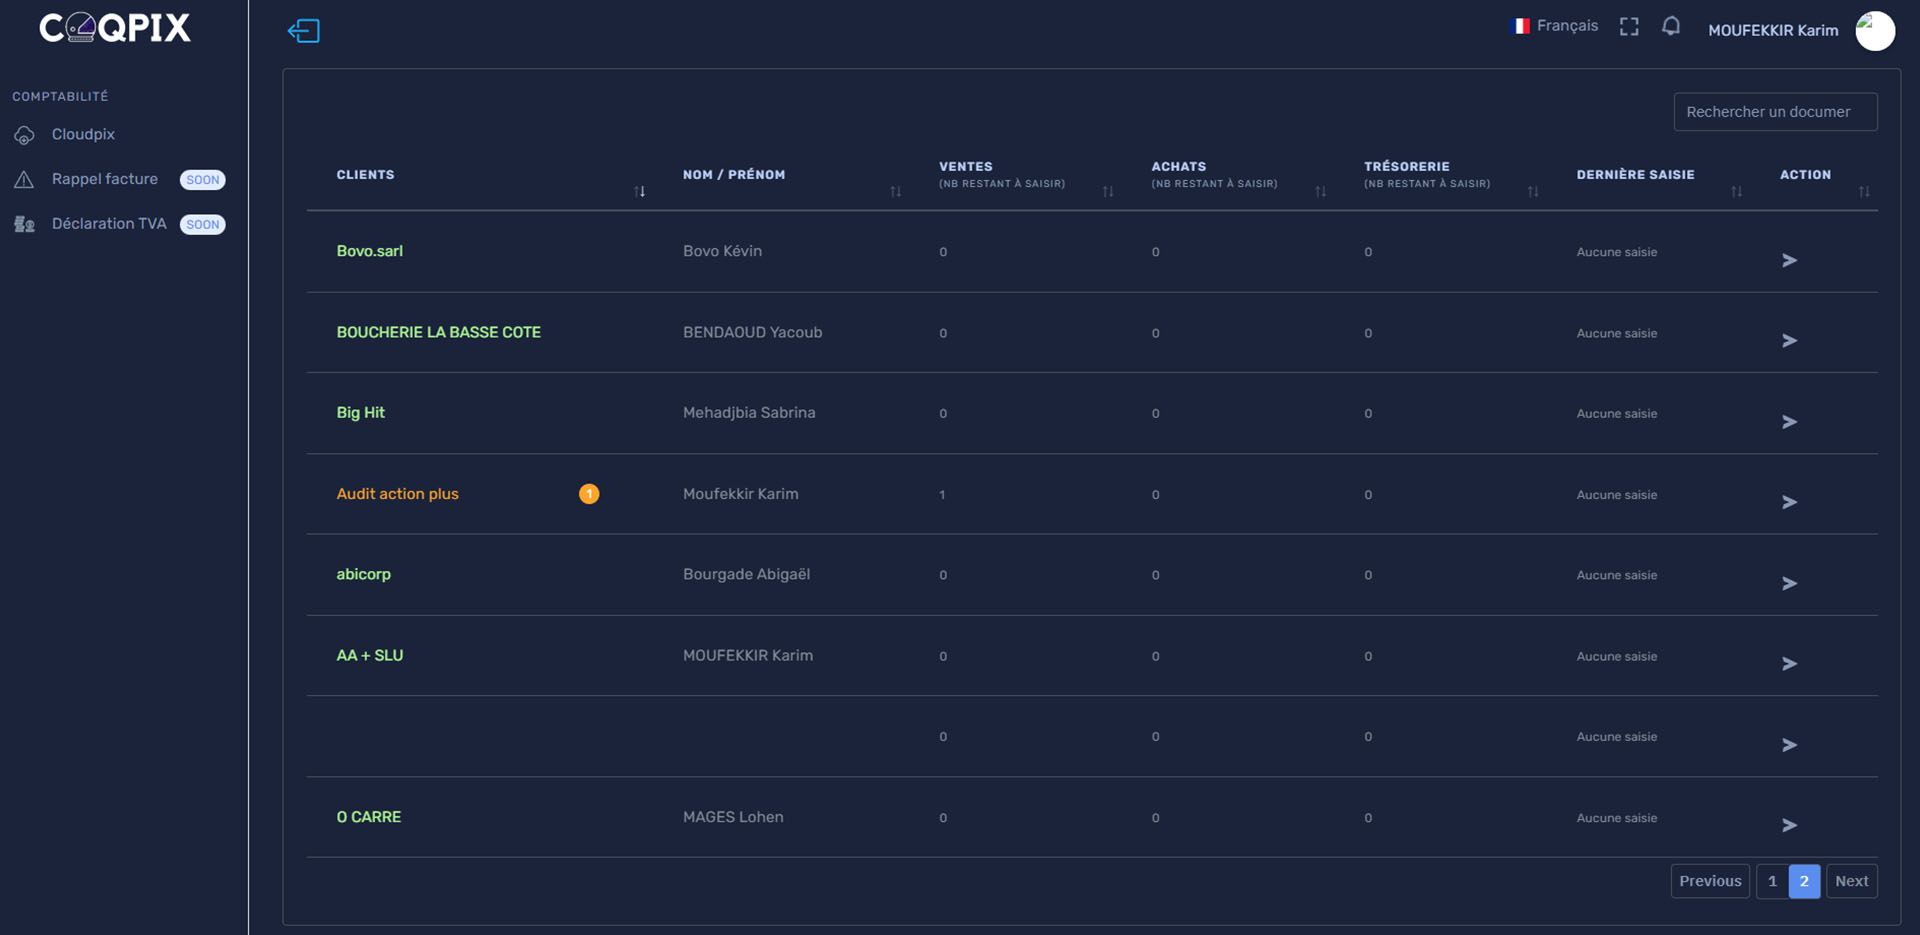 COQPIX
Français
MOUFEKKIR Karim
COMPTABILITÉ
Cloudpix
Rappel facture SOON
Déclaration TVA SOON
Rechercher un documer
CLIENTS NOM / PRÉNOM VENTES (NB RESTANT À SAISIR) ACHATS (NB RESTANT À SAISIR) TRÉSORERIE (NB RESTANT À SAISIR) DERNIÈRE SAISIE ACTION
Bovo.sarl Bovo Kévin 0 0 0 Aucune saisie
BOUCHERIE LA BASSE COTE BENDAOUD Yacoub 0 0 0 Aucune saisie
Big Hit Mehadjbia Sabrina 0 0 0 Aucune saisie
Audit action plus 1 Moufekkir Karim 1 0 0 Aucune saisie
abicorp Bourgade Abigaël 0 0 0 Aucune saisie
AA + SLU MOUFEKKIR Karim 0 0 0 Aucune saisie
0 0 0 Aucune saisie
O CARRE MAGES Lohen 0 0 0 Aucune saisie
Previous 1 2 Next